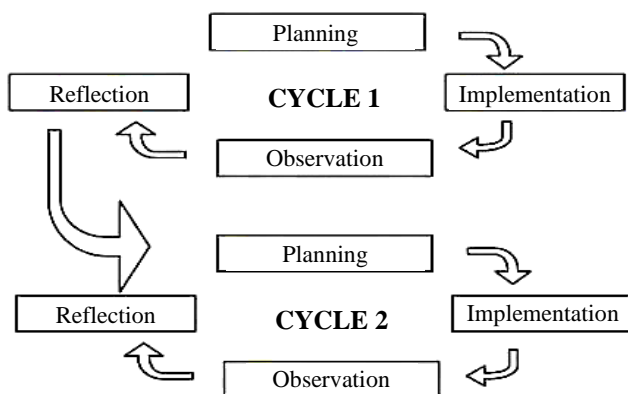 Planning
Reflection
CYCLE 1
Implementation
Observation
Planning
Reflection
CYCLE 2
Implementation
Observation